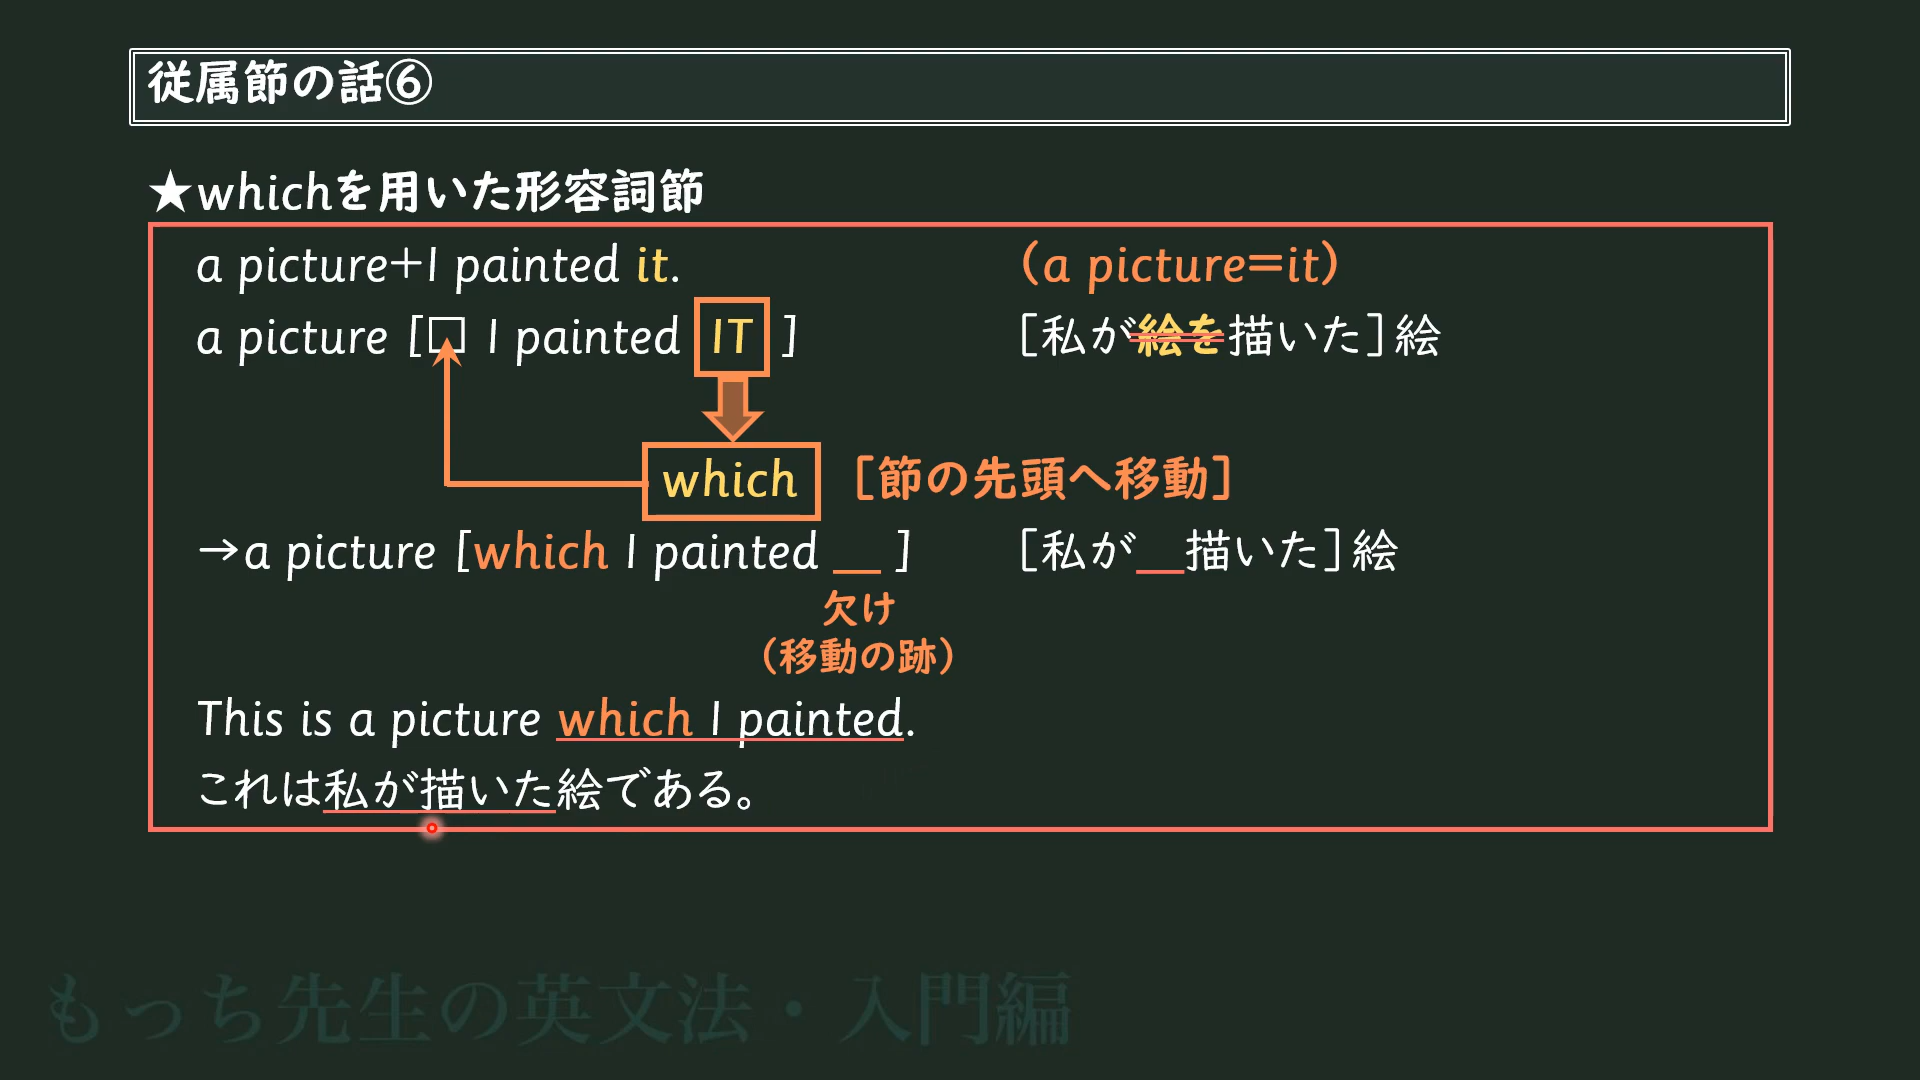 従属節の話⑥
★whichを用いた形容詞節
a picture+I painted it. (a picture=it)
a picture [□ I painted IT ] [私が絵を描いた]絵
which [節の先頭へ移動]
→a picture [which I painted __ ] [私が__描いた]絵
欠け
(移動の跡)
This is a picture which I painted.
これは私が描いた絵である。
もっち先生の英文法・入門編